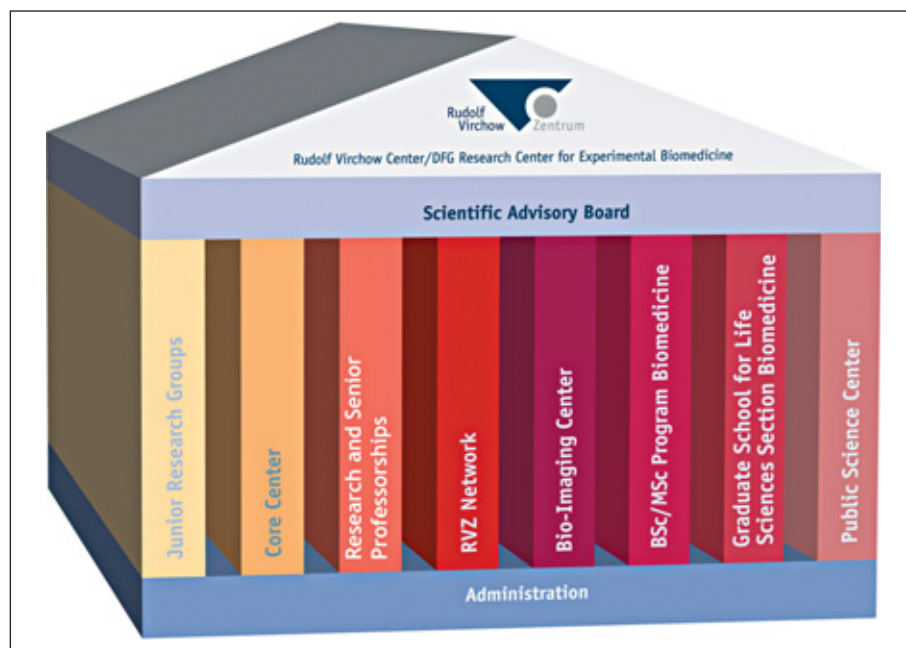 Rudolf
Virchow
Zentrum
Rudolf Virchow Center/DFG Research Center for Experimental Biomedicine
Scientific Advisory Board
Junior Research Groups
Core Center
Research and Senior
Professorships
RVZ Network
Bio-Imaging Center
BSc/MSc Program Biomedicine
Graduate School for Life
Sciences Section Biomedicine
Public Science Center
Administration